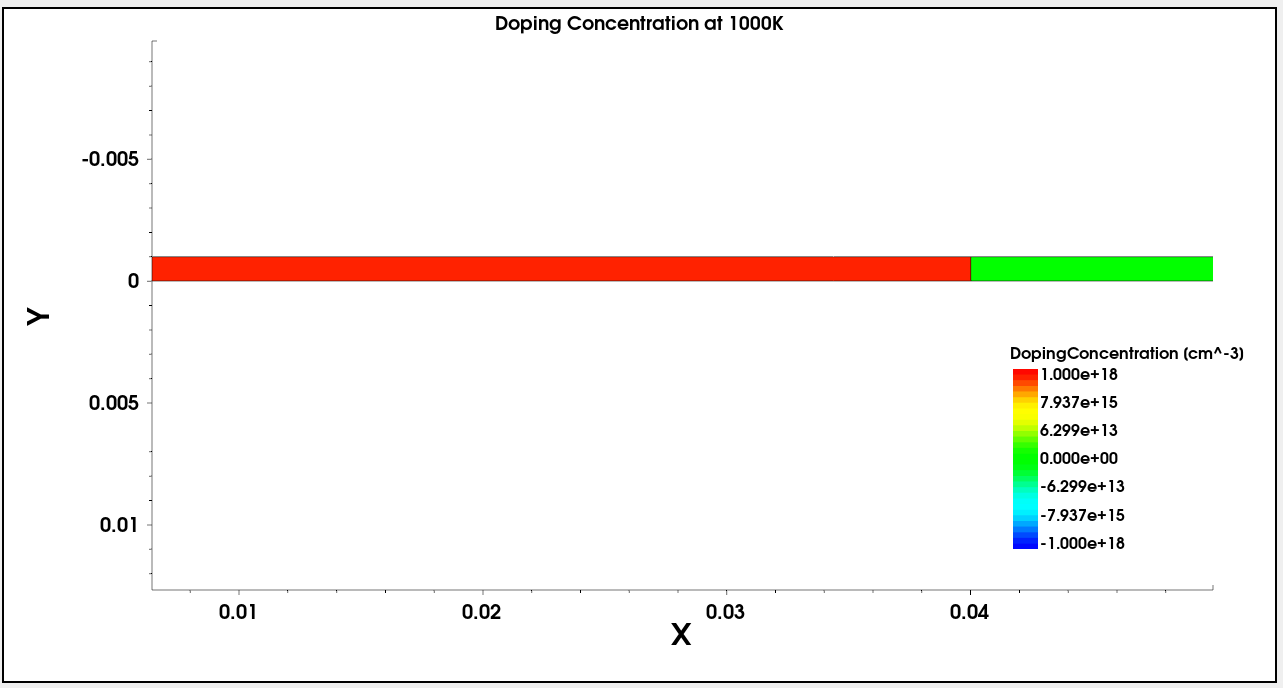 Doping Concentration at 1000K
-0.005
0
Y
0.005
0.01
DopingConcentration (cm^-3)
1.000e+18
7.937e+15
6.299e+13
0.000e+00
-6.299e+13
-7.937e+15
-1.000e+18
0.01 0.02 0.03 0.04
X